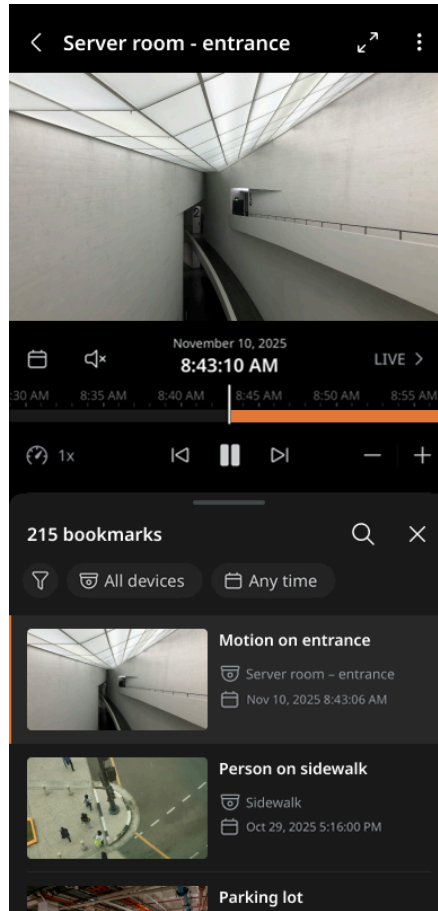 Server room - entrance
November 10, 2025
8:43:10 AM
LIVE
:30 AM 8:35 AM 8:40 AM 8:45 AM 8:50 AM 8:55 AM
1x
215 bookmarks
All devices
Any time
Motion on entrance
Server room – entrance
Nov 10, 2025 8:43:06 AM
Person on sidewalk
Sidewalk
Oct 29, 2025 5:16:00 PM
Parking lot